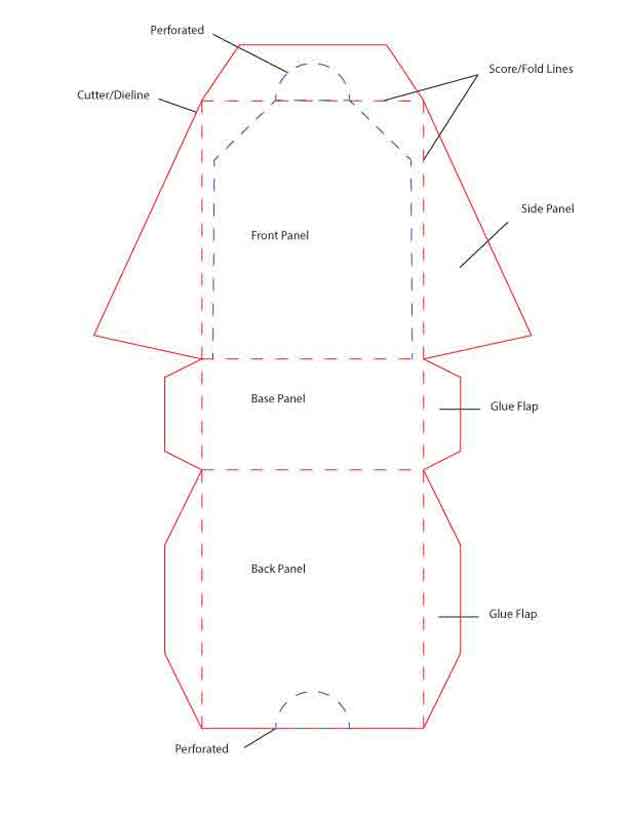 Perforated
Score/Fold Lines
Cutter/Dieline
Side Panel
Front Panel
Base Panel
Glue Flap
Back Panel
Glue Flap
Perforated